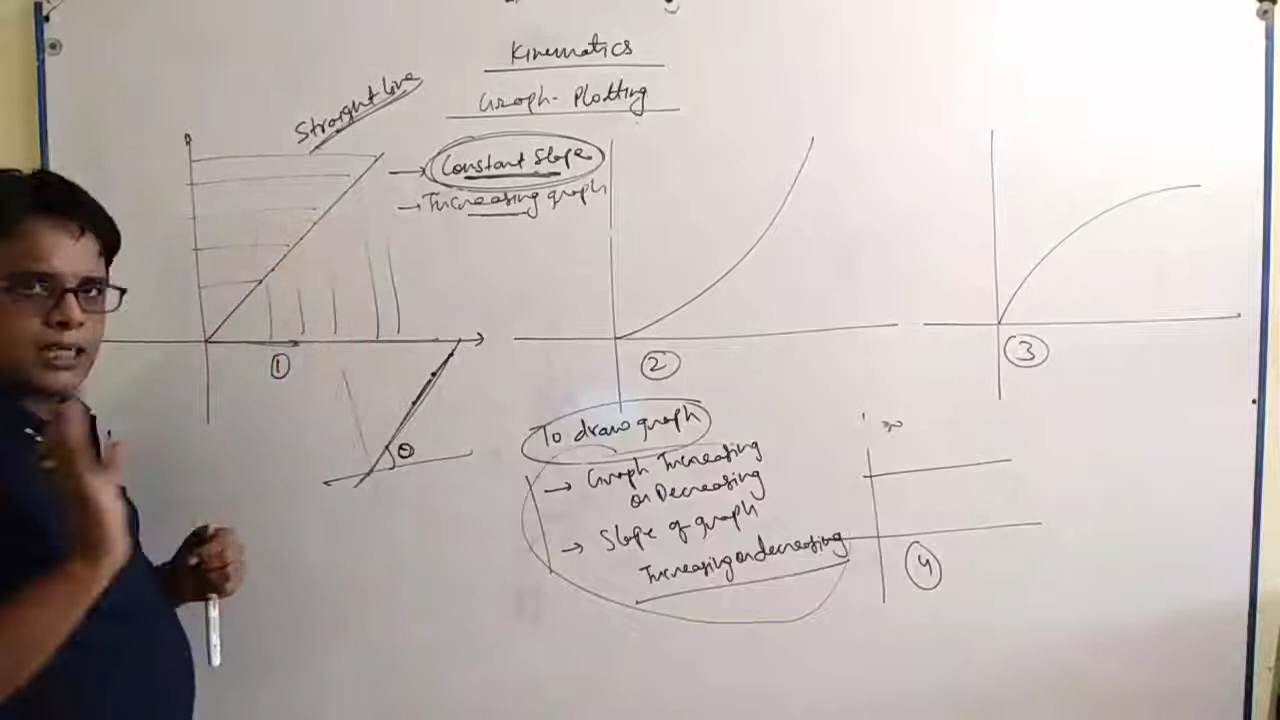 Kinematics
Graph- Plotting
Straight line
→ Constant Slope
→ Increasing graph
①
②
③
θ
To draw graph
→ Graph Increasing
or Decreasing
→ Slope of graph
Increasing or decreasing
④